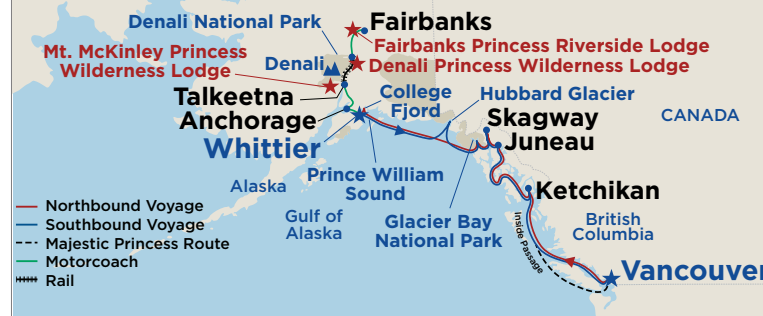 Denali National Park
Fairbanks
Mt. McKinley Princess
Wilderness Lodge
Fairbanks Princess Riverside Lodge
Denali
Denali Princess Wilderness Lodge
Talkeetna
College
Fjord
Hubbard Glacier
Anchorage
Skagway
CANADA
Whittier
Juneau
Prince William
Sound
Alaska
Ketchikan
Gulf of
Alaska
Glacier Bay
National Park
Inside Passage
British
Columbia
Vancouver
Northbound Voyage
Southbound Voyage
Majestic Princess Route
Motorcoach
Rail